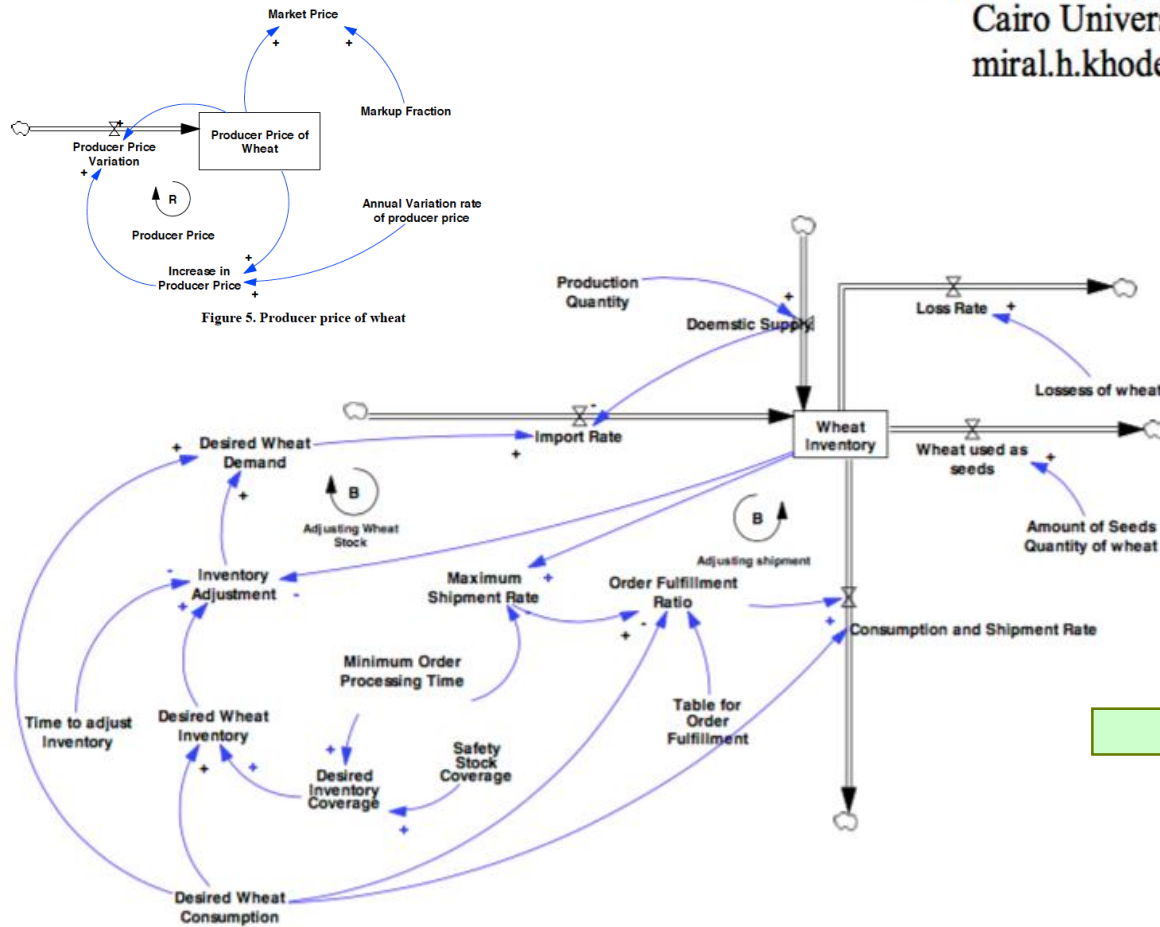 Cairo Univers
miral.h.khode
Market Price
+
+
Markup Fraction
+
Producer Price of
Wheat
Producer Price
Variation
+
R
Producer Price
Annual Variation rate
of producer price
+
Increase in
Producer Price
+
Figure 5. Producer price of wheat
Production
Quantity
+
Doemstic Supply
Loss Rate
+
Lossess of wheat
-
Import Rate
+
Wheat
Inventory
Wheat used as
seeds
+
Amount of Seeds
Quantity of wheat
+
Desired Wheat
Demand
+
B
Adjusting Wheat
Stock
B
Adjusting shipment
-
Inventory
Adjustment
-
+
Maximum
Shipment Rate
+
-
Order Fulfillment
Ratio
-
+
+
Consumption and Shipment Rate
Minimum Order
Processing Time
Time to adjust
Inventory
Desired Wheat
Inventory
+
+
+
Desired
Inventory
Coverage
+
Safety
Stock
Coverage
Table for
Order
Fulfillment
Desired Wheat
Consumption